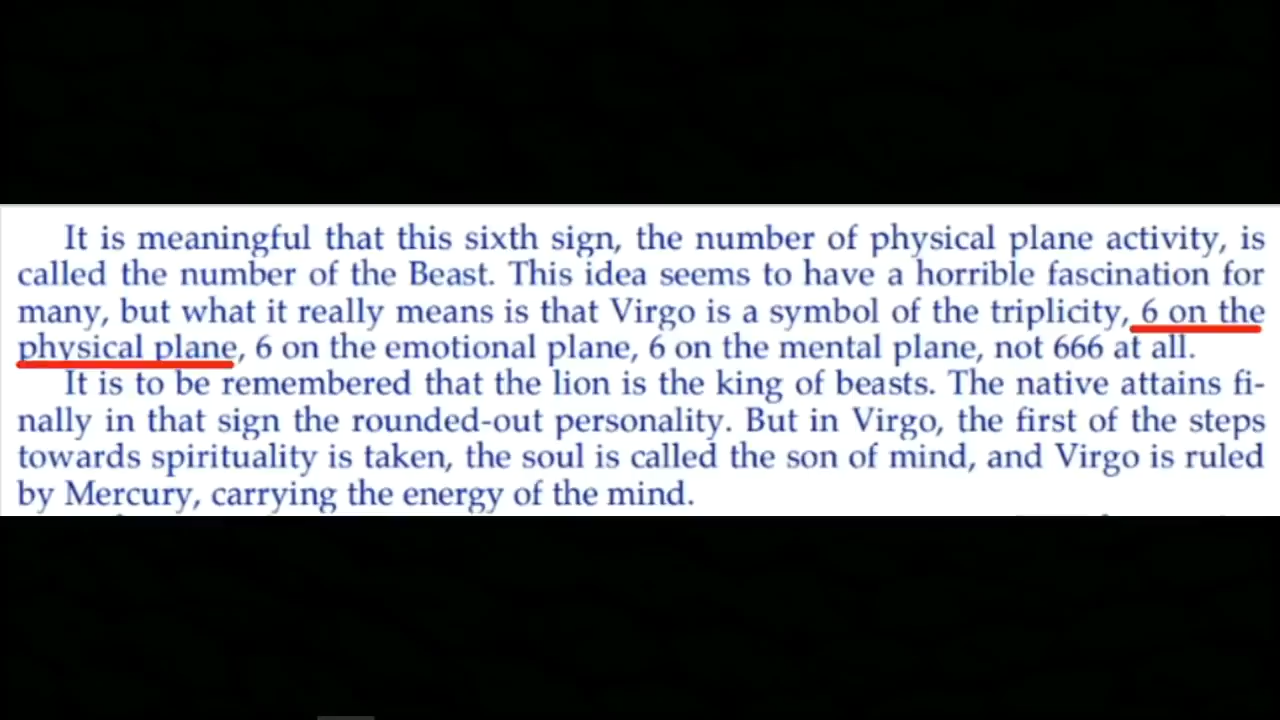 It is meaningful that this sixth sign, the number of physical plane activity, is
called the number of the Beast. This idea seems to have a horrible fascination for
many, but what it really means is that Virgo is a symbol of the triplicity, 6 on the
physical plane, 6 on the emotional plane, 6 on the mental plane, not 666 at all.
It is to be remembered that the lion is the king of beasts. The native attains fi-
nally in that sign the rounded-out personality. But in Virgo, the first of the steps
towards spirituality is taken, the soul is called the son of mind, and Virgo is ruled
by Mercury, carrying the energy of the mind.